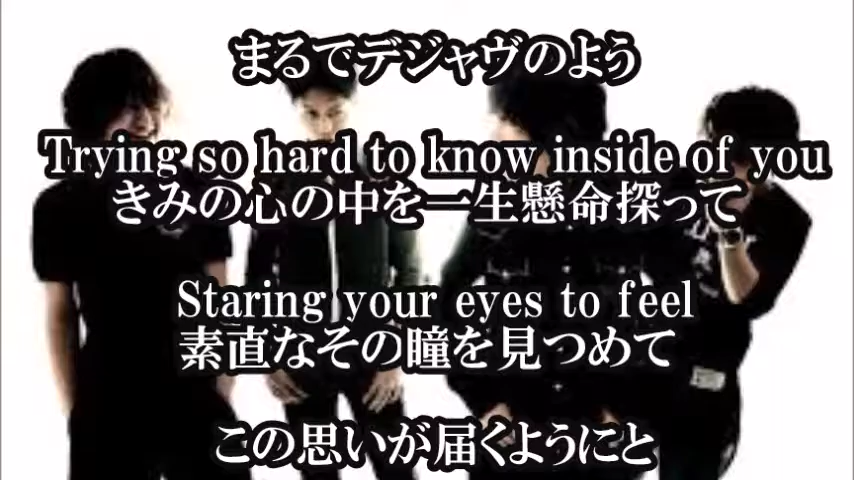 まるでデジャヴのよう
Trying so hard to know inside of you
きみの心の中を一生懸命探って
Staring your eyes to feel
素直なその瞳を見つめて
この思いが届くようにと